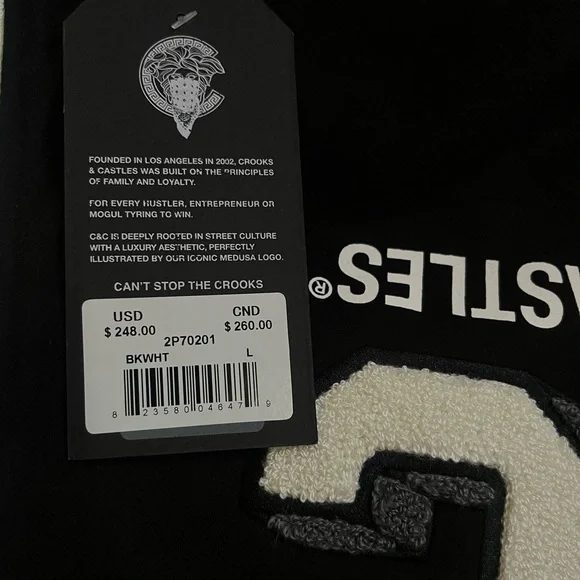 FOUNDED IN LOS ANGELES IN 2002, CROOKS
& CASTLES WAS BUILT ON THE PRINCIPLES
OF FAMILY AND LOYALTY.
FOR EVERY HUSTLER, ENTREPRENEUR OR
MOGUL TYRING TO WIN.
C&C IS DEEPLY ROOTED IN STREET CULTURE
WITH A LUXURY AESTHETIC, PERFECTLY
ILLUSTRATED BY OUR ICONIC MEDUSA LOGO.
CAN'T STOP THE CROOKS
USD CND
$ 248.00 $ 260.00
2P70201
BKWHT L
8 23580 04647 9
ASTLES®